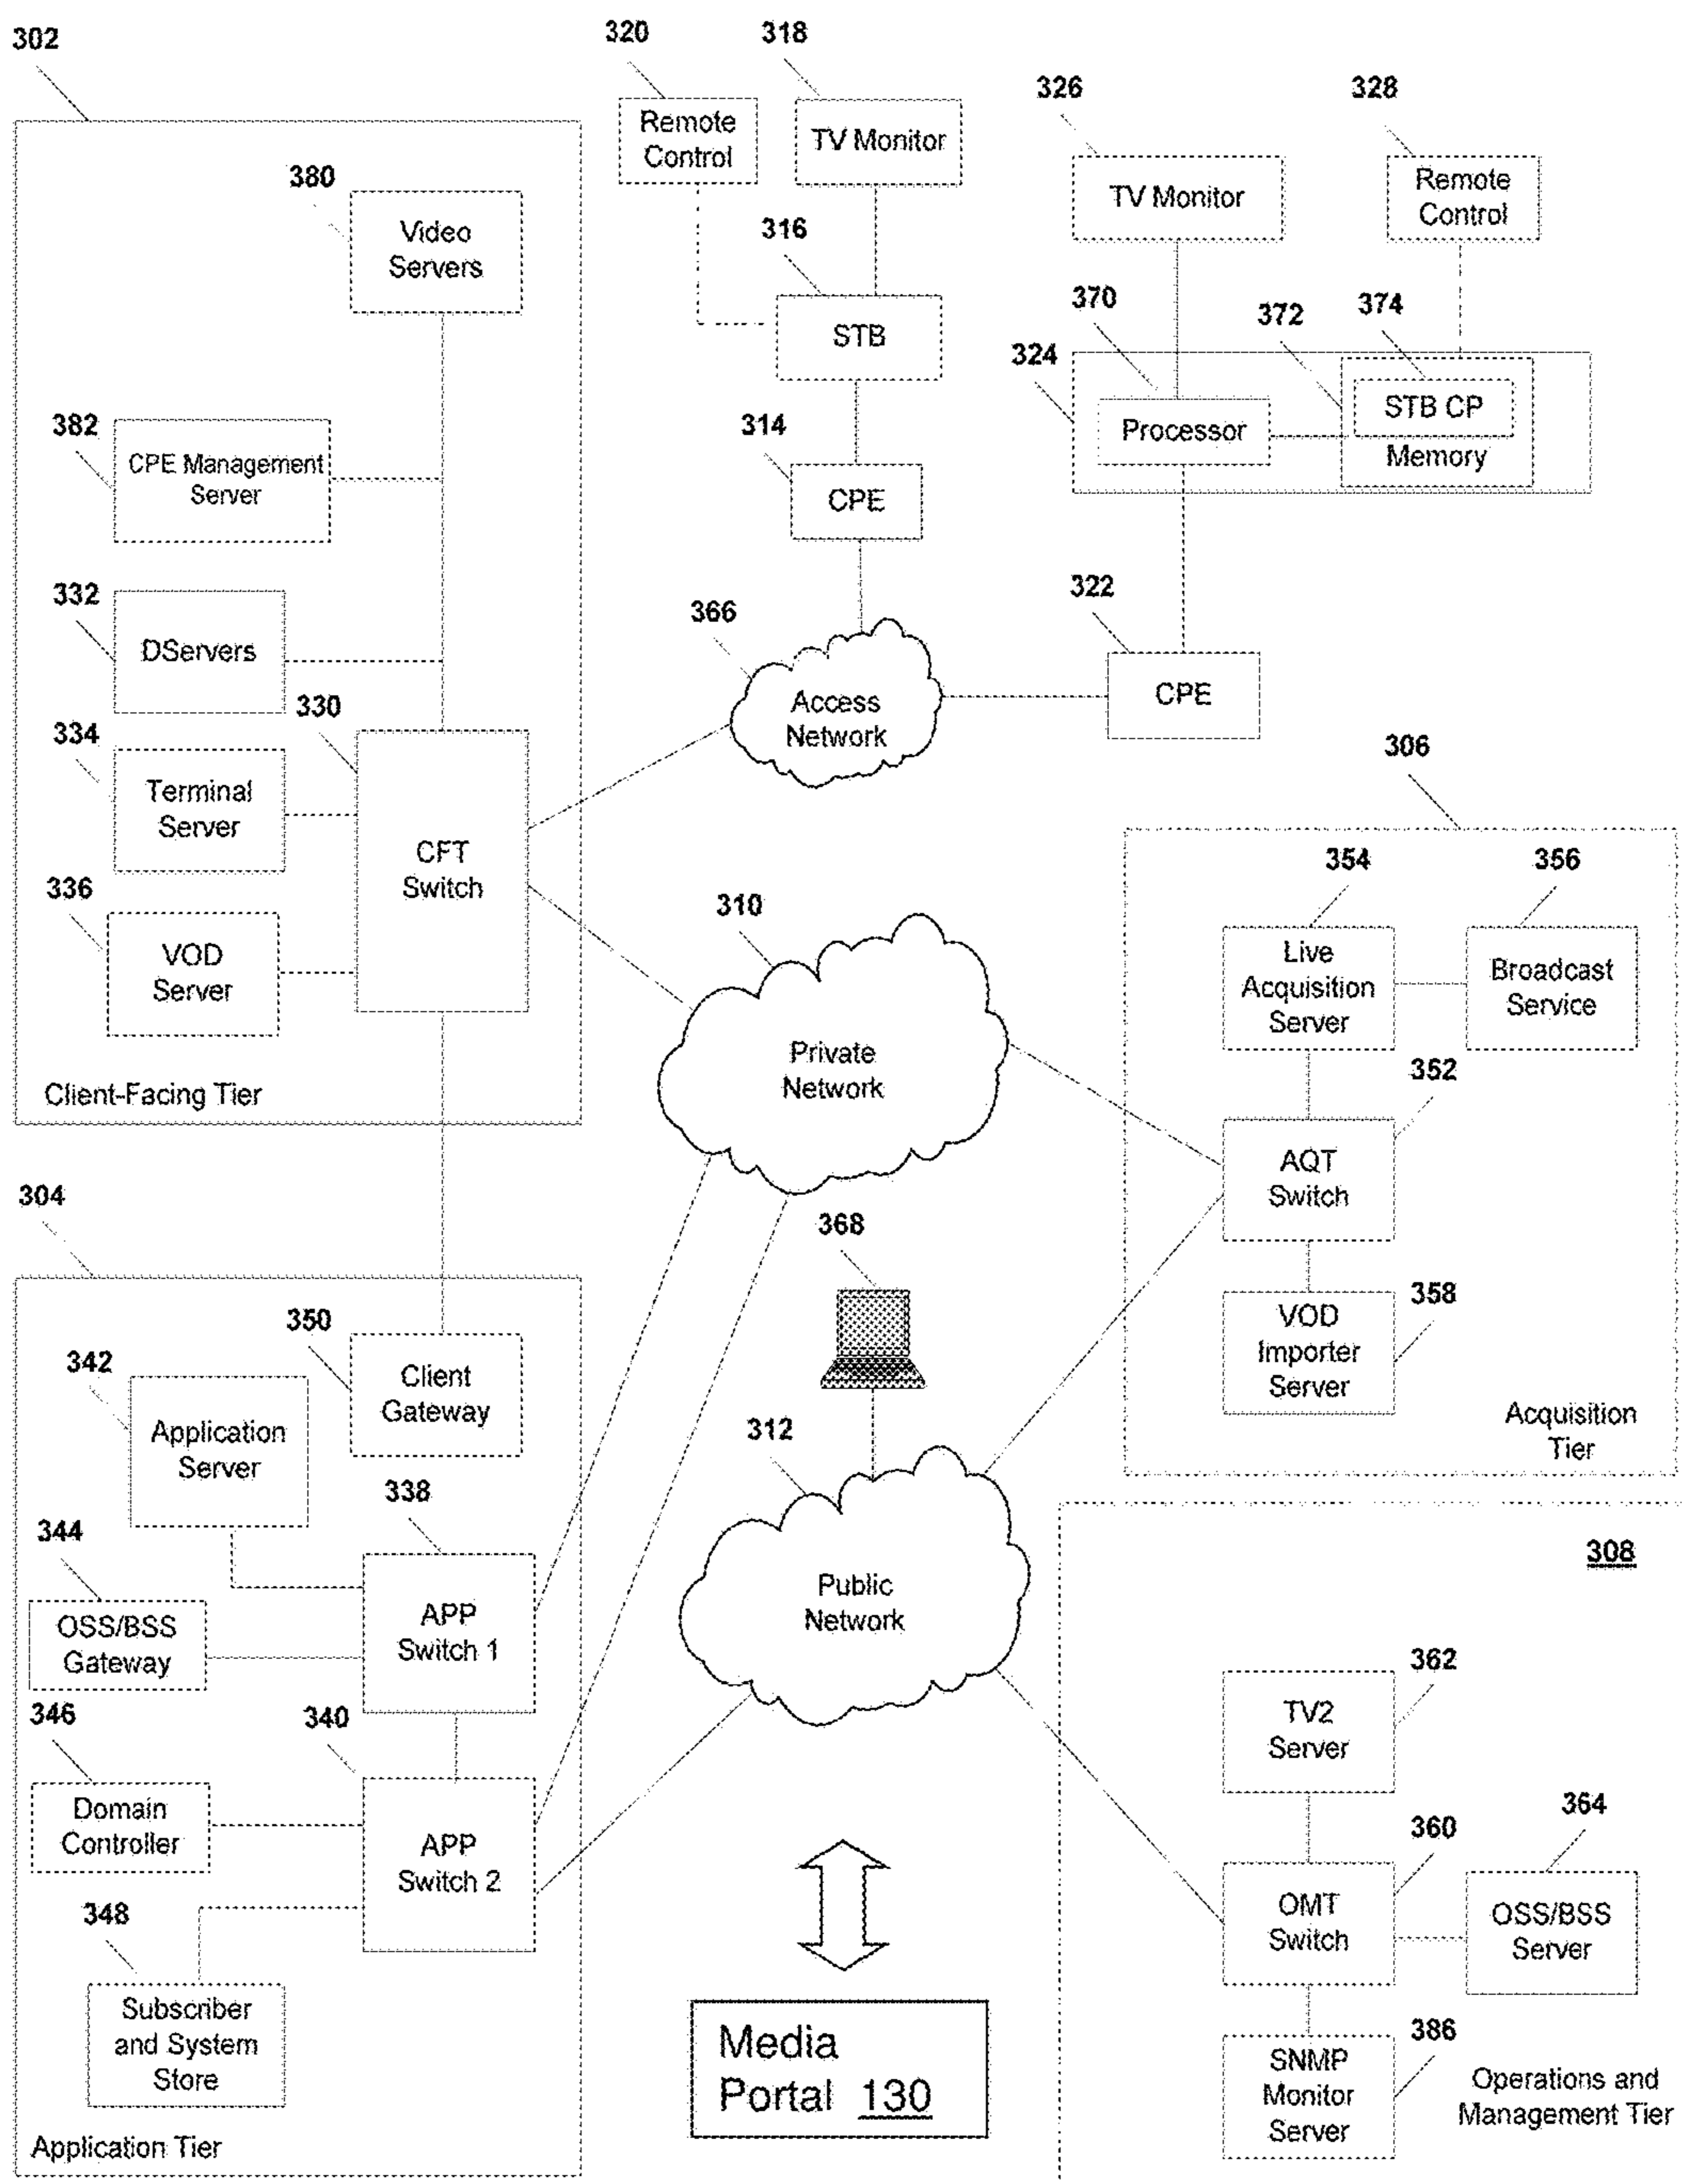 302
320
318
326
328
Remote
Control
TV Monitor
TV Monitor
Remote
Control
380
Video
Servers
316
STB
370
372
374
324
Processor
STB CP
Memory
382
CPE Management
Server
314
CPE
332
DServers
366
Access
Network
322
CPE
330
334
Terminal
Server
CFT
Switch
336
VOD
Server
Client-Facing Tier
310
Private
Network
306
354
356
Live
Acquisition
Server
Broadcast
Service
352
AQT
Switch
358
VOD
Importer
Server
Acquisition
Tier
304
350
Client
Gateway
342
Application
Server
338
APP
Switch 1
344
OSS/BSS
Gateway
346
Domain
Controller
340
APP
Switch 2
348
Subscriber
and System
Store
Application Tier
368
312
Public
Network
Media
Portal 130
308
362
TV2
Server
360
364
OMT
Switch
OSS/BSS
Server
386
SNMP
Monitor
Server
Operations and
Management Tier